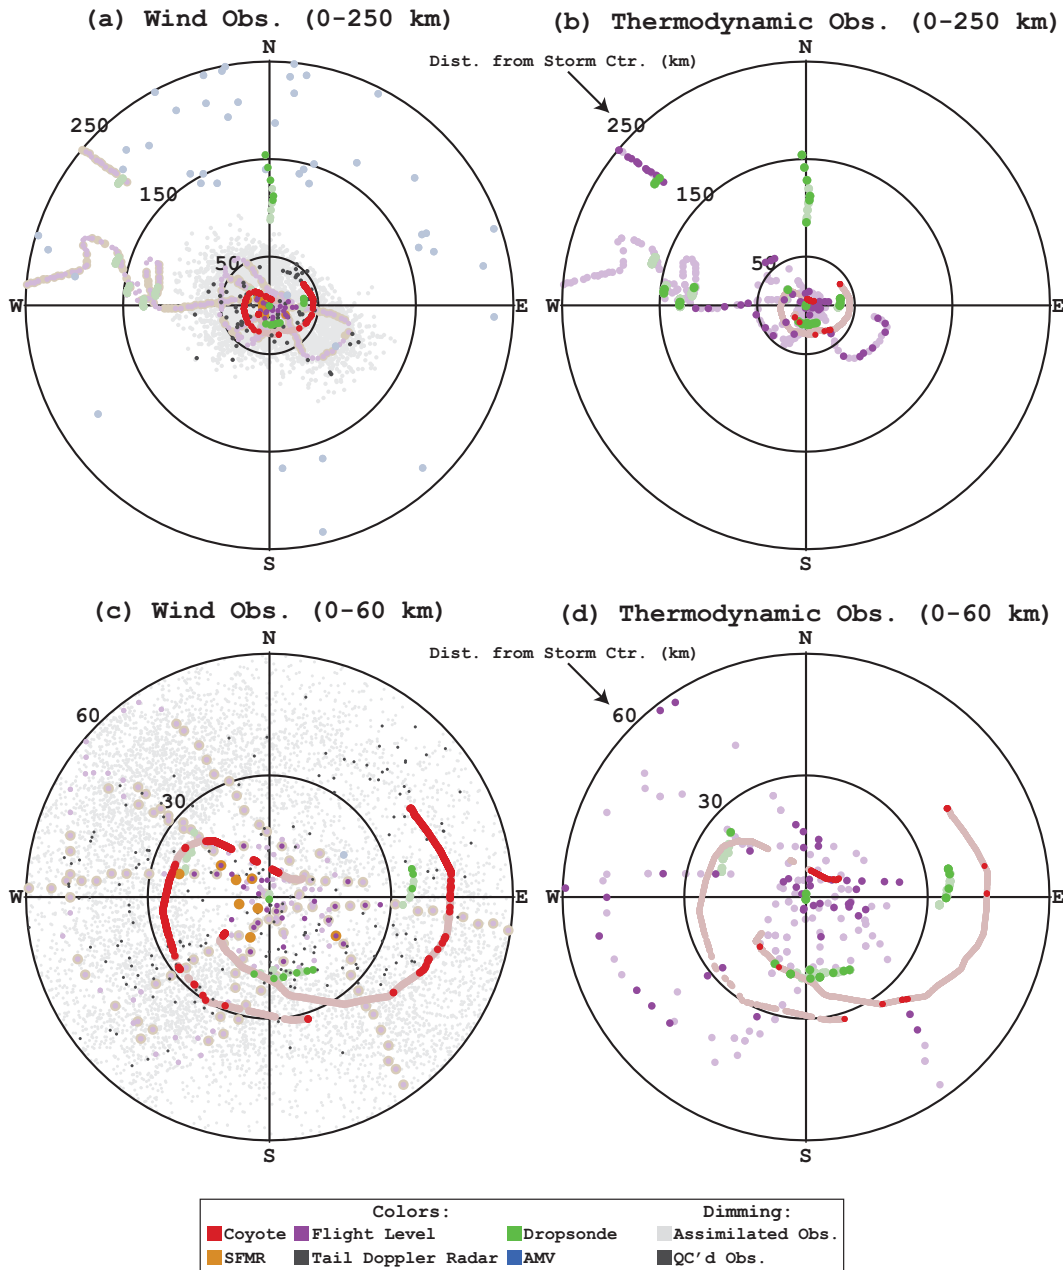 (a) Wind Obs. (0-250 km)
(b) Thermodynamic Obs. (0-250 km)
N
Dist. from Storm Ctr. (km)
N
250
150
50
W
E
S
250
150
50
W
E
S
(c) Wind Obs. (0-60 km)
(d) Thermodynamic Obs. (0-60 km)
N
Dist. from Storm Ctr. (km)
N
60
30
W
E
S
60
30
W
E
S
Colors:
Dimming:
Coyote
Flight Level
Dropsonde
Assimilated Obs.
SFMR
Tail Doppler Radar
AMV
QC'd Obs.